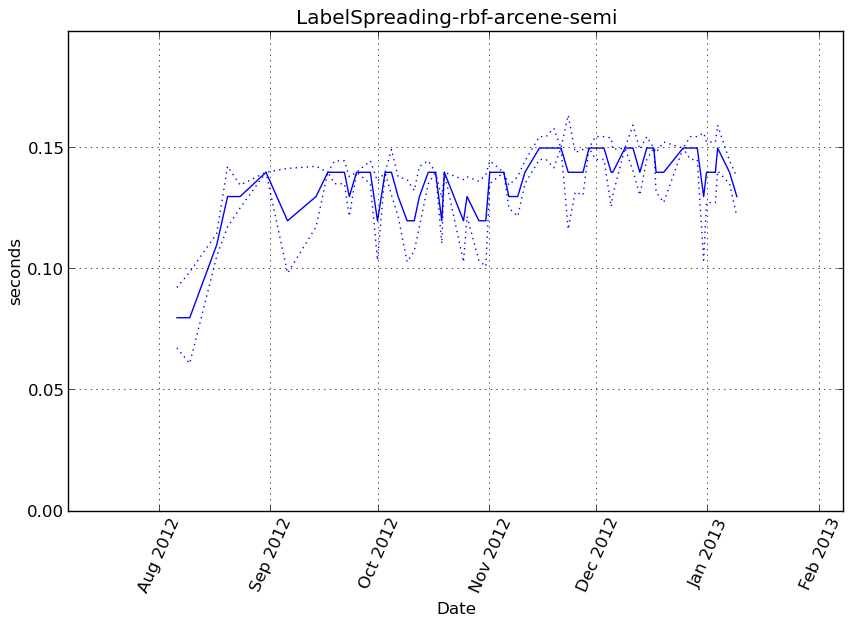 LabelSpreading-rbf-arcene-semi
0.15
0.10
0.05
0.00
seconds
Aug 2012
Sep 2012
Oct 2012
Nov 2012
Dec 2012
Jan 2013
Feb 2013
Date